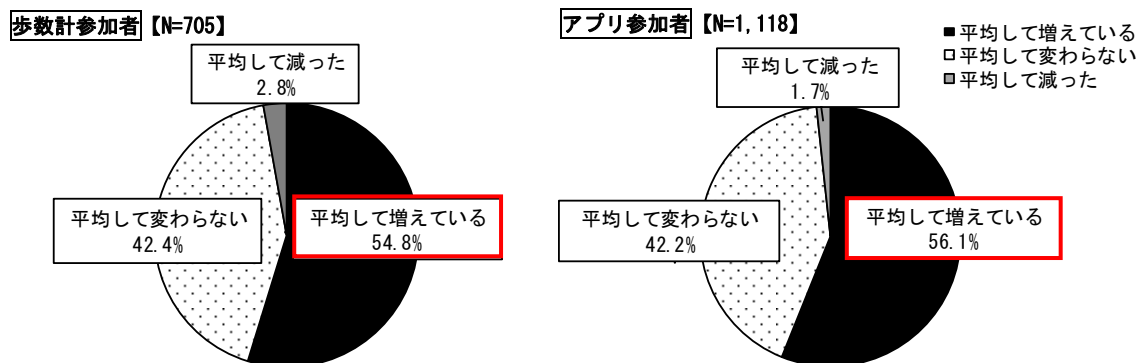 歩数計参加者【N=705】
平均して減った
2.8%
平均して変わらない
42.4%
平均して増えている
54.8%
アプリ参加者【N=1,118】
平均して減った
1.7%
平均して変わらない
42.2%
平均して増えている
56.1%
平均して増えている
平均して変わらない
平均して減った